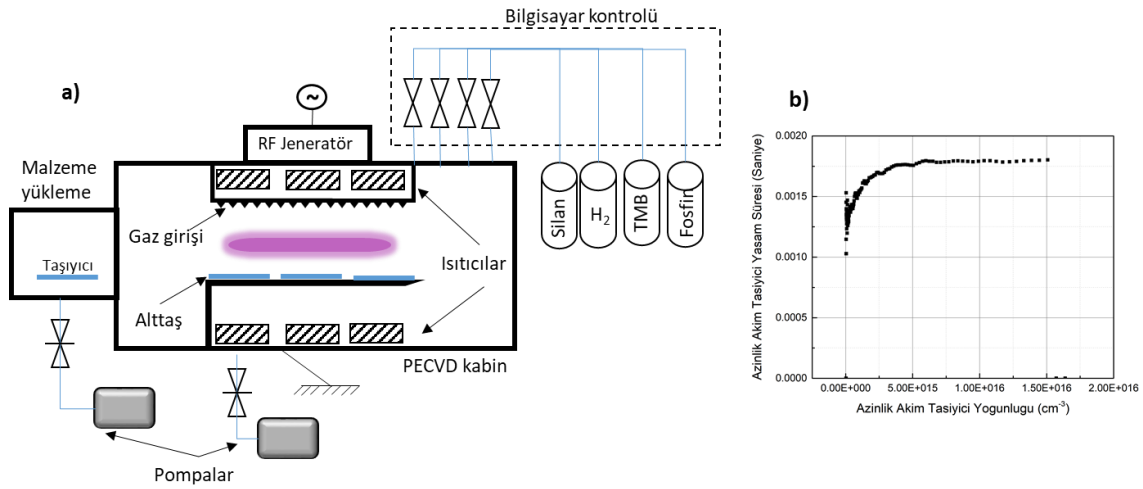 Bilgisayar kontrolü
a)
~
RF Jeneratör
Malzeme
yükleme
Gaz girişi
Taşıyıcı
Alttaş
Isıtıcılar
PECVD kabin
Pompalar
Silan
H2
TMB
Fosfin
b)
Azinlik Akim Tasiyici Yasam Süresi (Saniye)
0.0020
0.0015
0.0010
0.0005
0.0000
0.00E+000 5.00E+015 1.00E+016 1.50E+016 2.00E+016
Azinlik Akim Tasiyici Yogunlugu (cm-3)